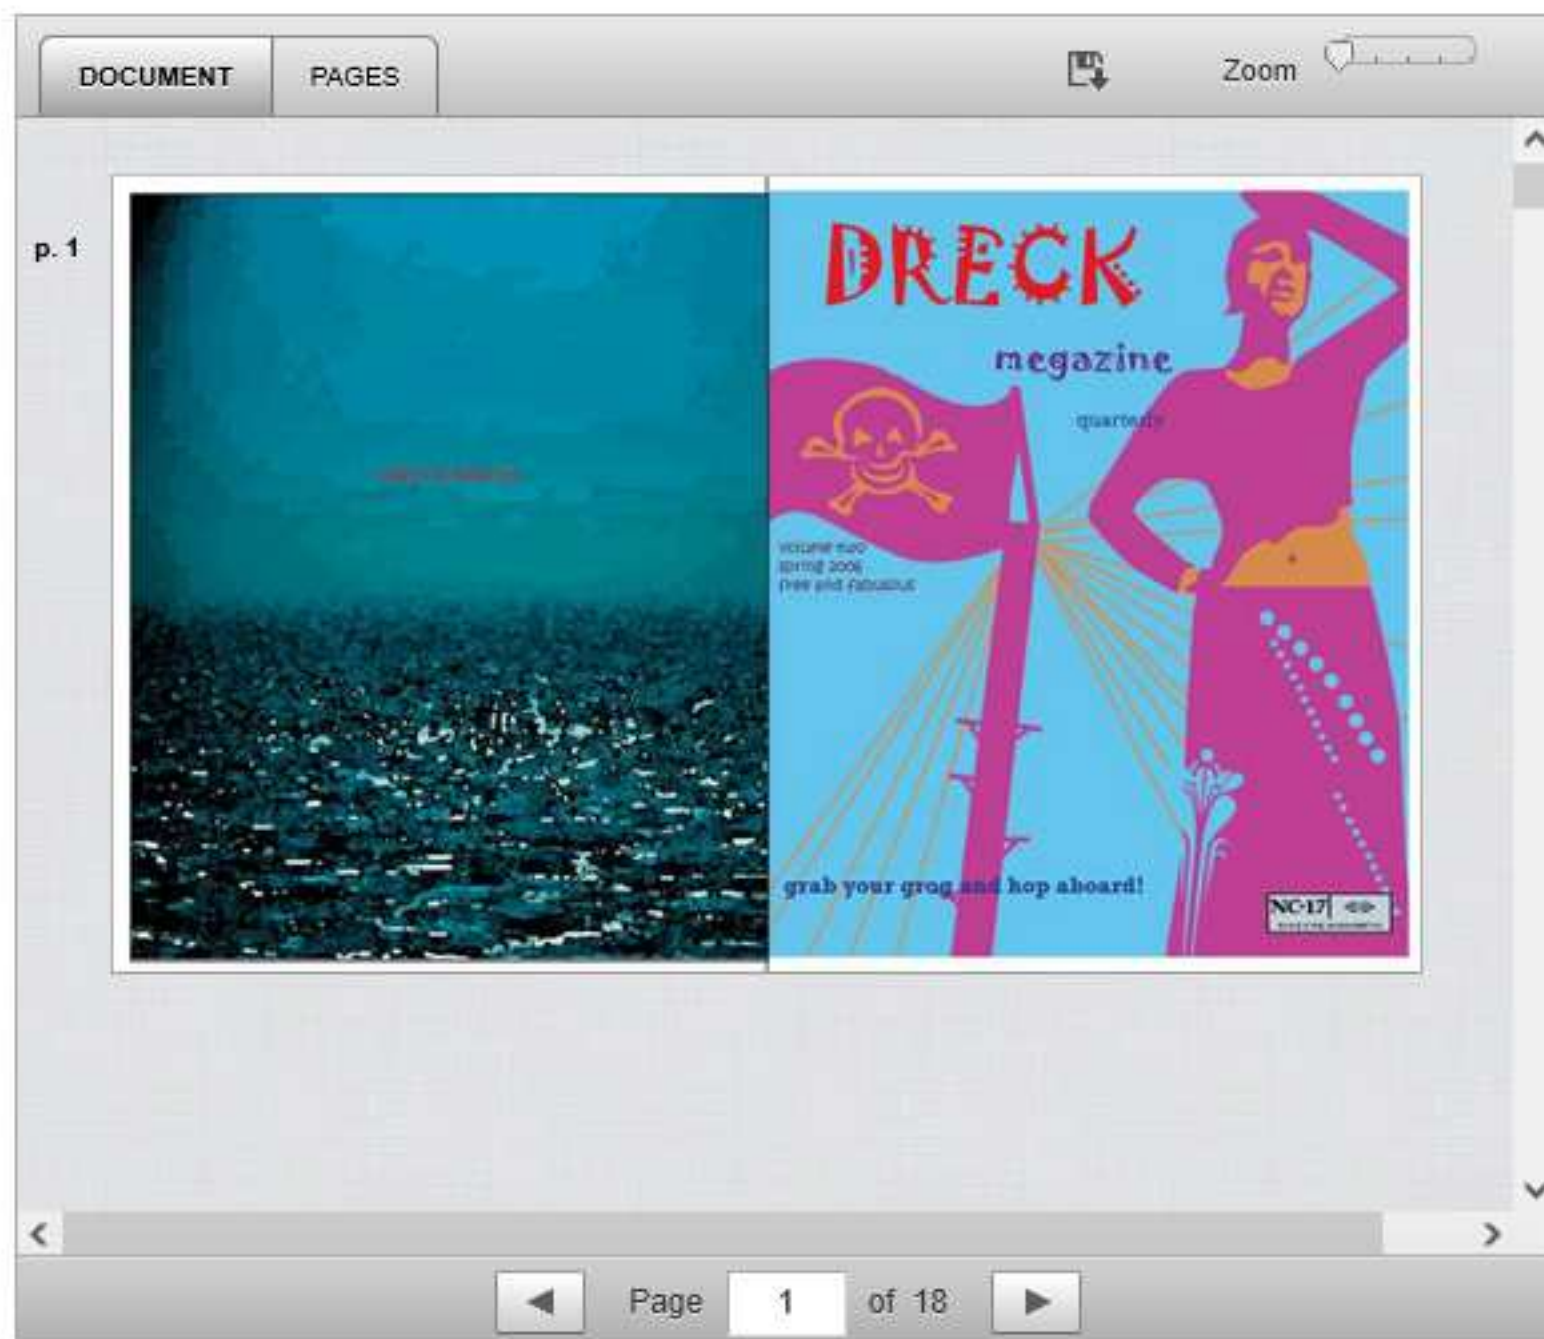 DOCUMENT PAGES Zoom
p. 1
DRECK
megazine
quarterly
volume
spring 2006
free and fabulous
grab your grog and hop aboard!
NC-17
Page 1 of 18